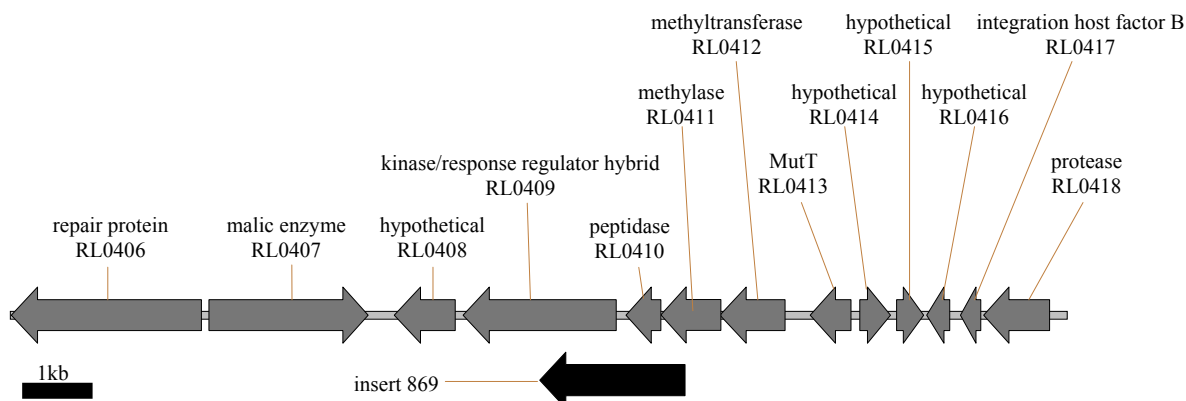 methyltransferase
RL0412
hypothetical
RL0415
integration host factor B
RL0417
methylase
RL0411
hypothetical
RL0414
hypothetical
RL0416
kinase/response regulator hybrid
RL0409
MutT
RL0413
protease
RL0418
repair protein
RL0406
malic enzyme
RL0407
hypothetical
RL0408
peptidase
RL0410
1kb
insert 869